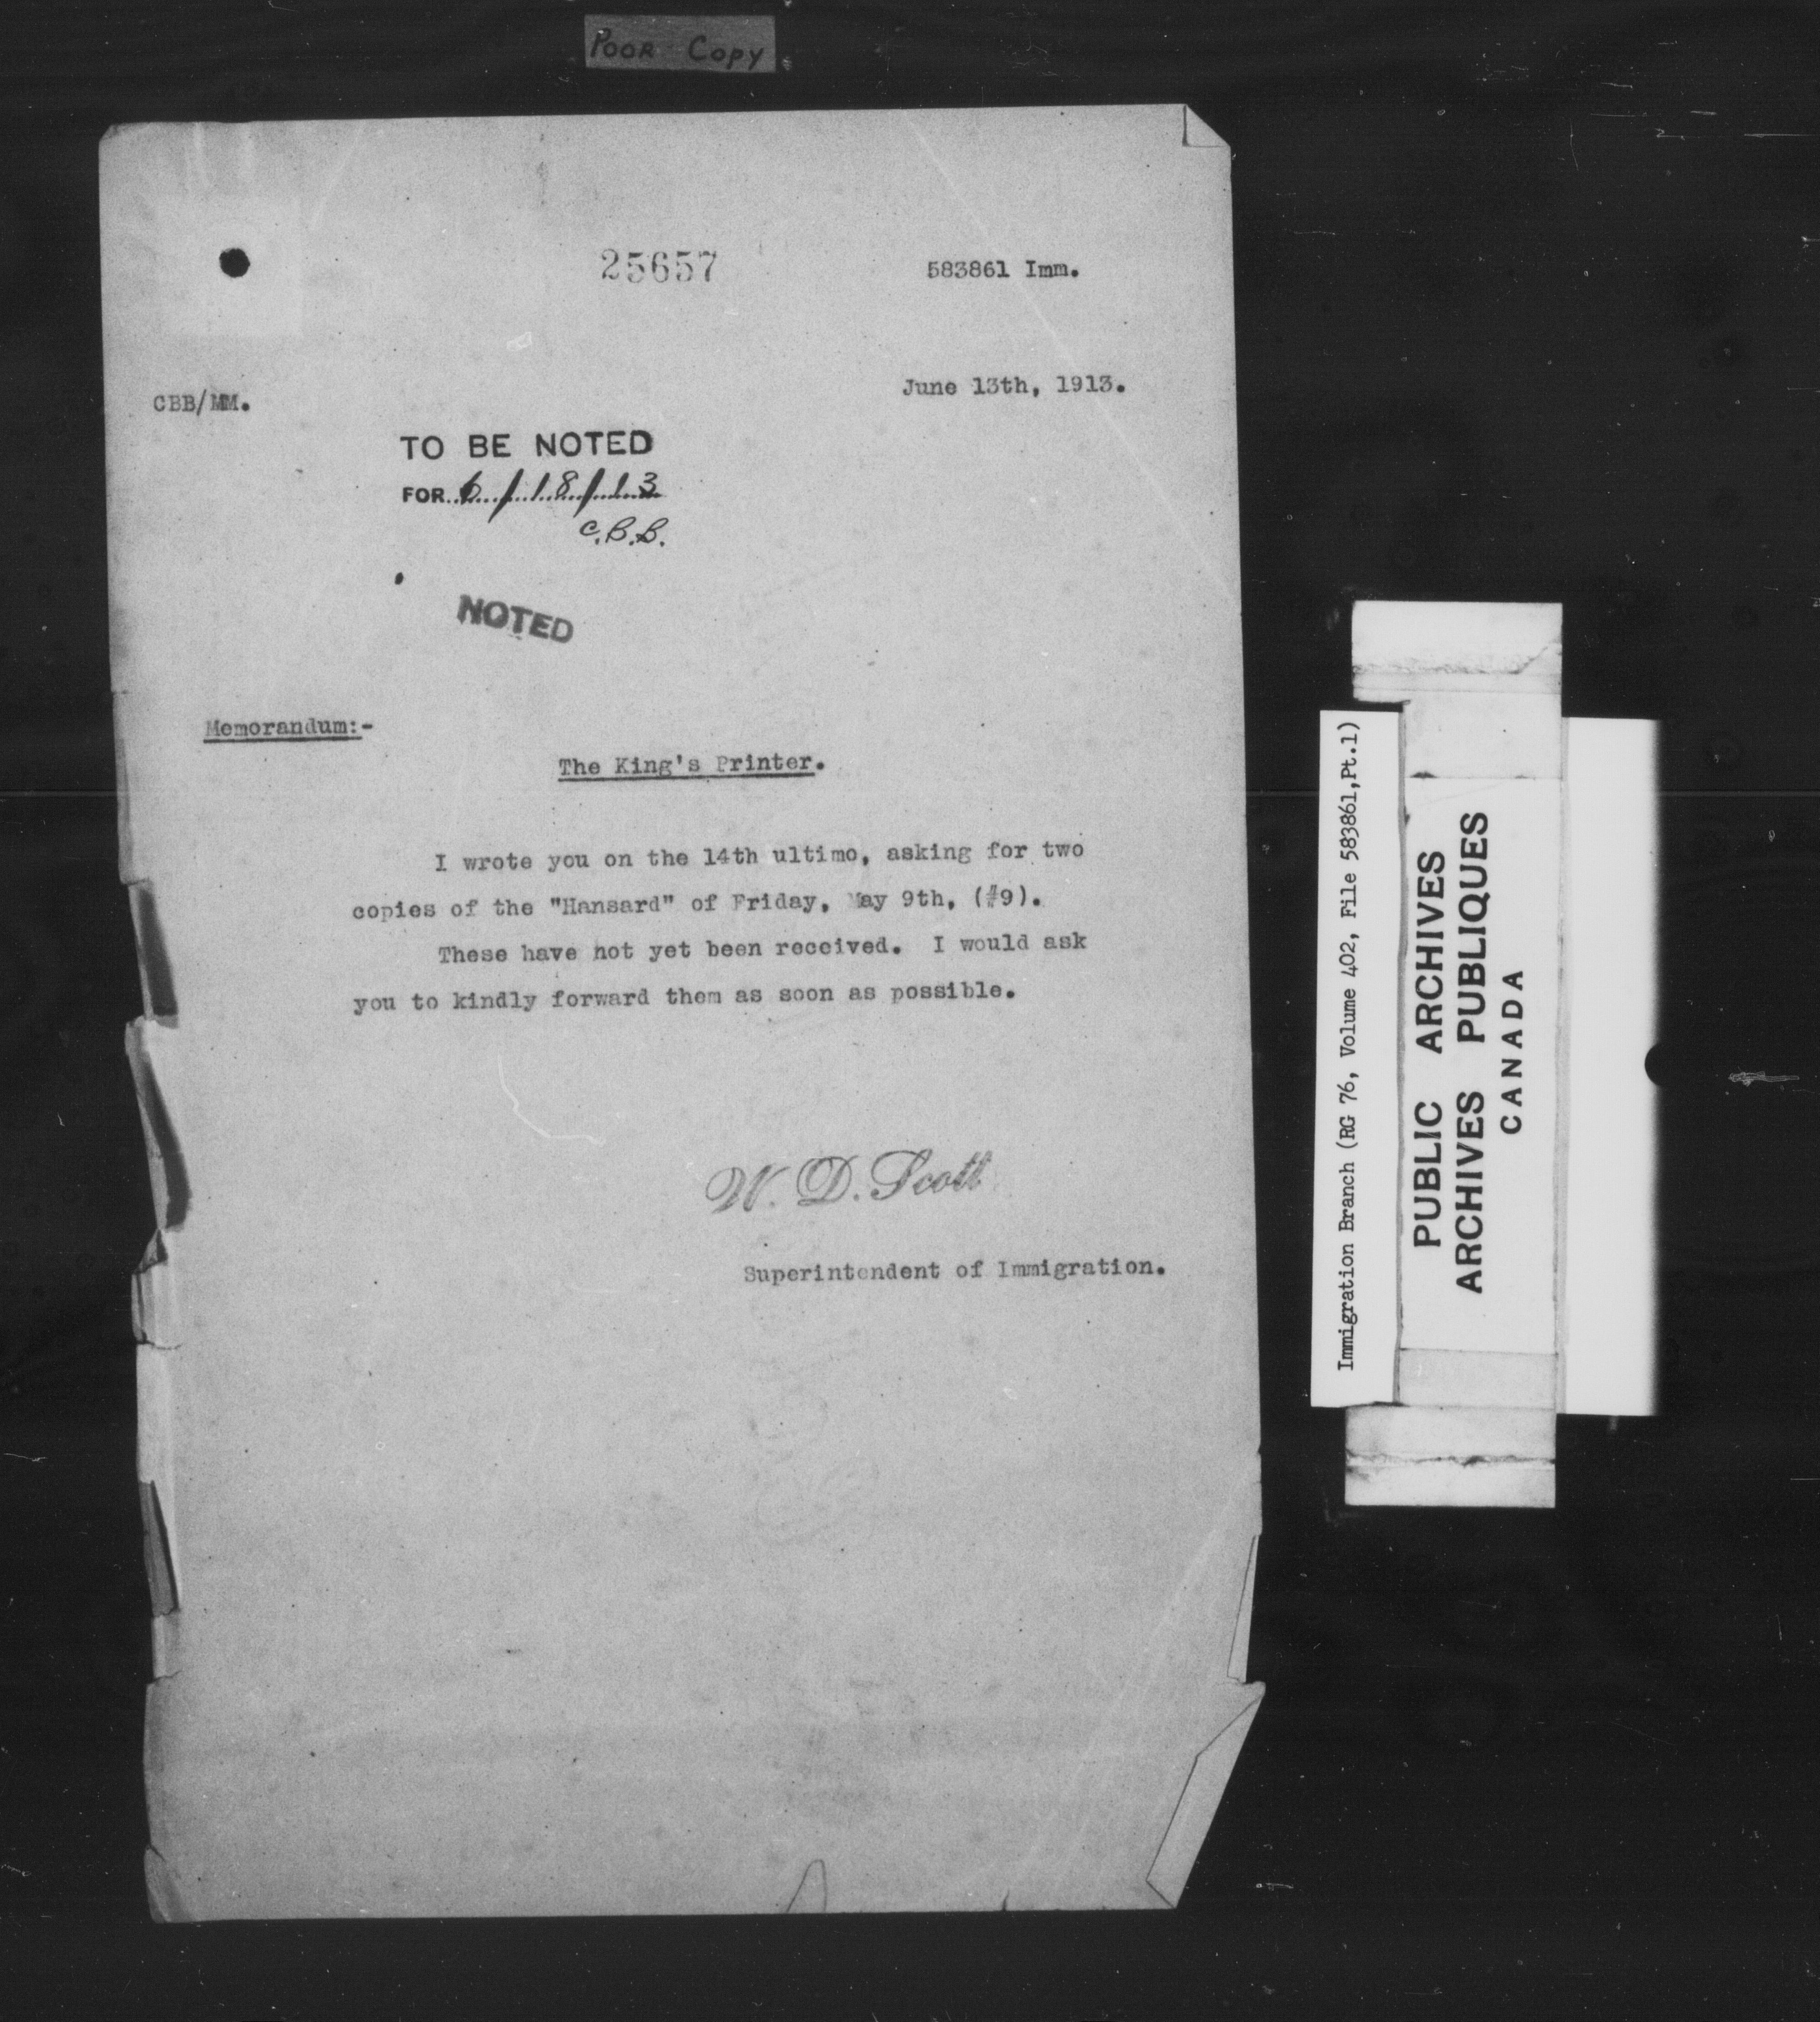 POOR COPY
25657
583861 Imm.
June 13th, 1913.
CBB/MM.
TO BE NOTED
FOR 6/18/13
C.B.B.
NOTED
Memorandum:-
The King's Printer.
I wrote you on the 14th ultimo, asking for two
copies of the "Hansard" of Friday, May 9th, (#9).
These have not yet been received. I would ask
you to kindly forward them as soon as possible.
W. D. Scott
Superintendent of Immigration.
Immigration Branch (RG 76, Volume 402, File 583861,Pt.1)
PUBLIC ARCHIVES
ARCHIVES PUBLIQUES
CANADA